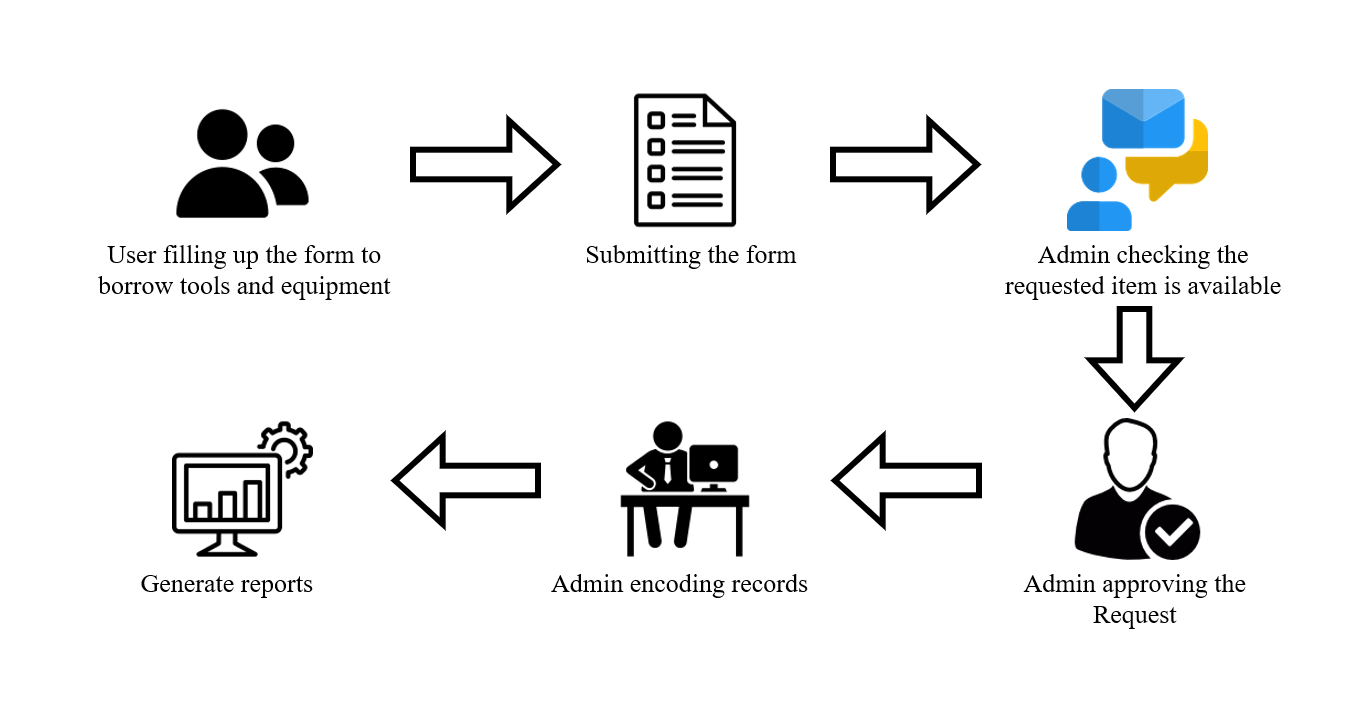 User filling up the form to
borrow tools and equipment
Submitting the form
Admin checking the
requested item is available
Admin approving the
Request
Admin encoding records
Generate reports